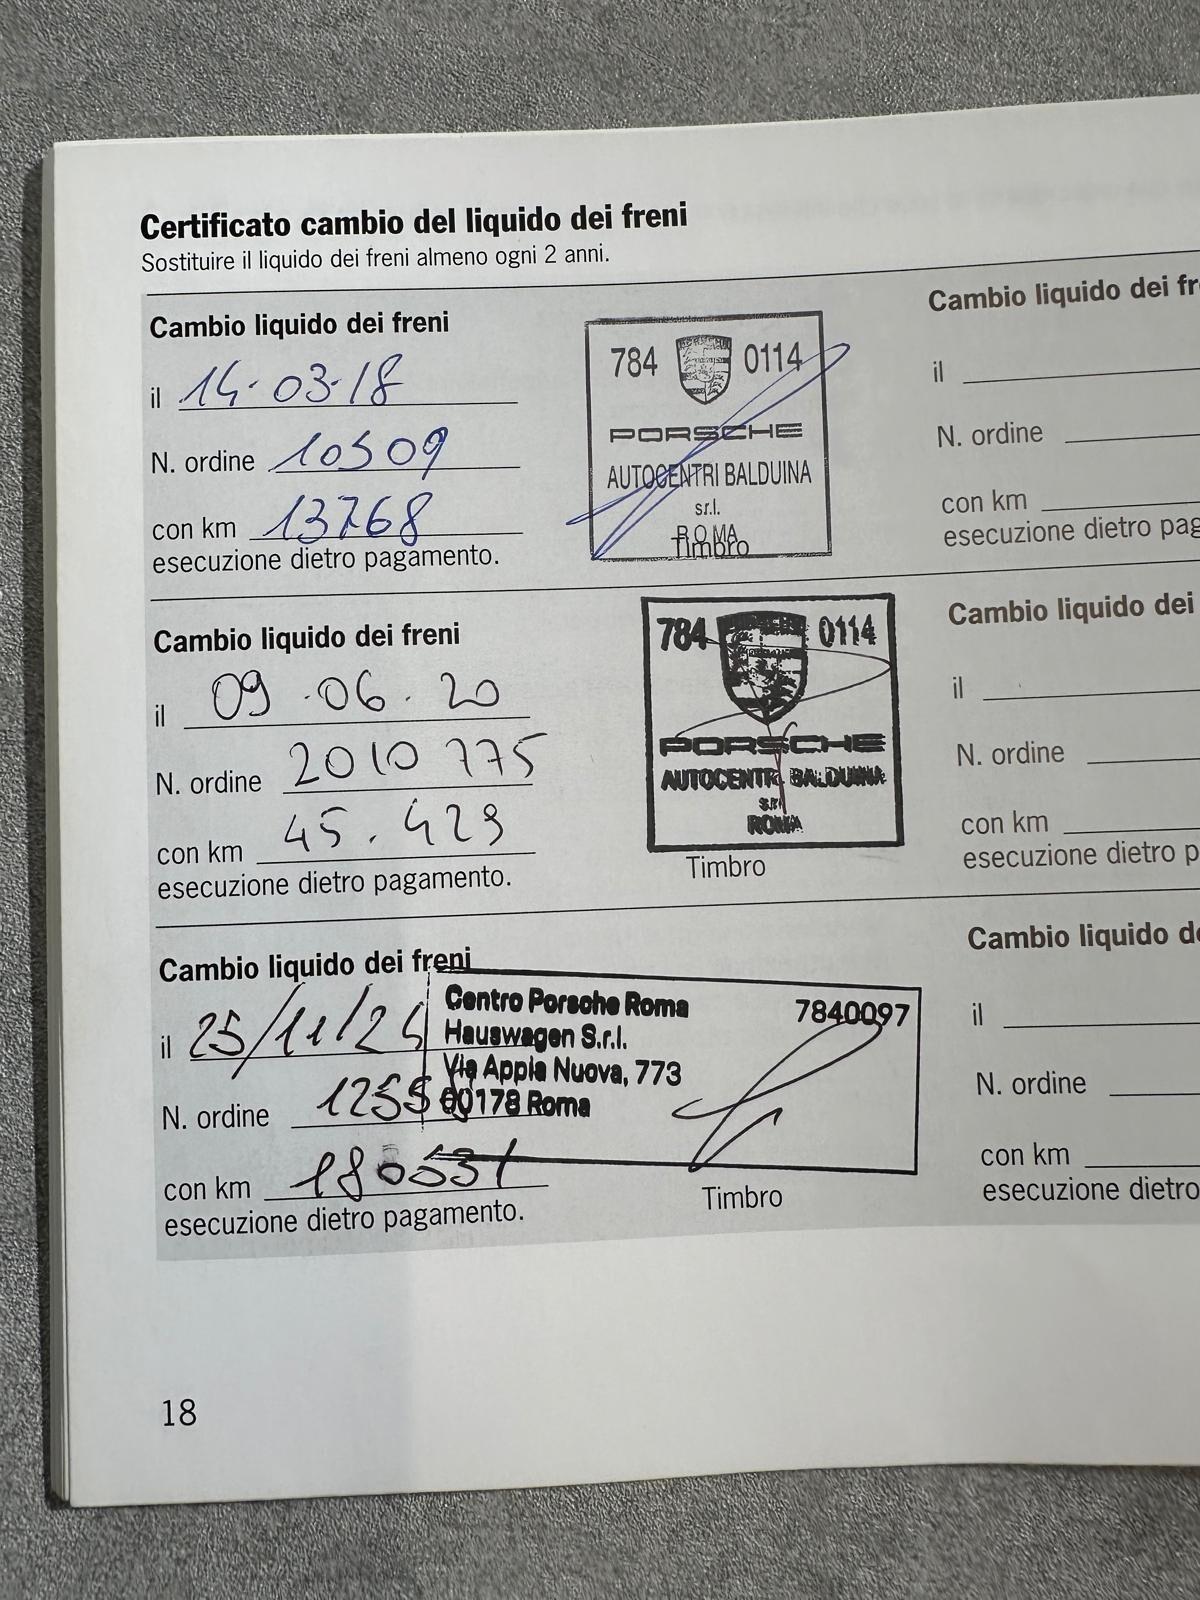 Certificato cambio del liquido dei freni
Sostituire il liquido dei freni almeno ogni 2 anni.
Cambio liquido dei freni
il 14.03.18
N. ordine 10509
con km 13768
esecuzione dietro pagamento.
784 0114
PORSCHE
AUTOCENTRI BALDUINA
s.r.l.
ROMA
Timbro
Cambio liquido dei freni
il 09.06.20
N. ordine 2010775
con km 45.429
esecuzione dietro pagamento.
784 0114
PORSCHE
AUTOCENTRI BALDUINA
s.r.l.
ROMA
Timbro
Cambio liquido dei freni
il 25/11/24
N. ordine
con km
esecuzione dietro pagamento.
Centro Porsche Roma 7840097
Hauswagen S.r.l.
Via Appia Nuova, 773
00178 Roma
Timbro
Cambio liquido dei
il
N. ordine
con km
esecuzione dietro
Cambio liquido dei
il
N. ordine
con km
esecuzione dietro
Cambio liquido
il
N. ordine
con km
esecuzione dietro
18